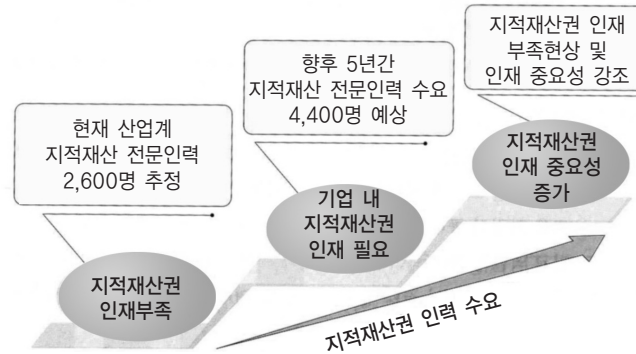 현재 산업계
지적재산 전문인력
2,600명 추정
지적재산권
인재부족
향후 5년간
지적재산 전문인력 수요
4,400명 예상
기업 내
지적재산권
인재 필요
지적재산권 인재
부족현상 및
인재 중요성 강조
지적재산권
인재 중요성
증가
지적재산권 인력 수요